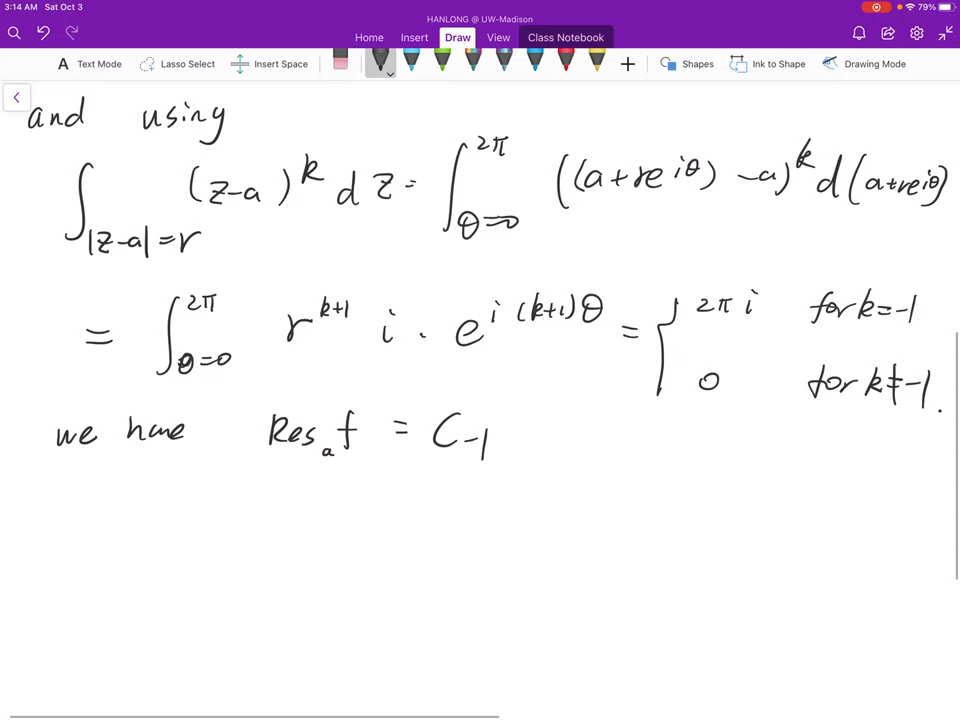 3:14 AM Sat Oct 3
79%
HANLONG @ UW-Madison
Home Insert Draw View Class Notebook
A Text Mode Lasso Select Insert Space Shapes Ink to Shape Drawing Mode
and using
∫_{|z-a|=r} (z-a)^k dz = ∫_{θ=0}^{2π} ((a+re^{iθ})-a)^k d(a+re^{iθ})
= ∫_{θ=0}^{2π} r^{k+1} i · e^{i(k+1)θ} = { 2πi for k=-1
0 for k≠-1.
we have Res_a f = C_{-1}